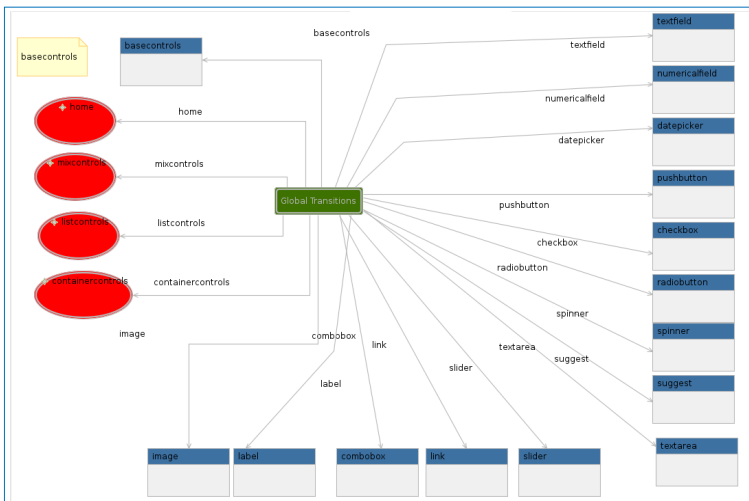 basecontrols
textfield
textfield
basecontrols
basecontrols
numericalfield
numericalfield
home
home
datepicker
datepicker
mixcontrols
mixcontrols
pushbutton
pushbutton
Global Transitions
listcontrols
listcontrols
checkbox
checkbox
radiobutton
radiobutton
containercontrols
containercontrols
spinner
spinner
image
combobox
link
textarea
suggest
suggest
slider
label
textarea
image
label
combobox
link
slider